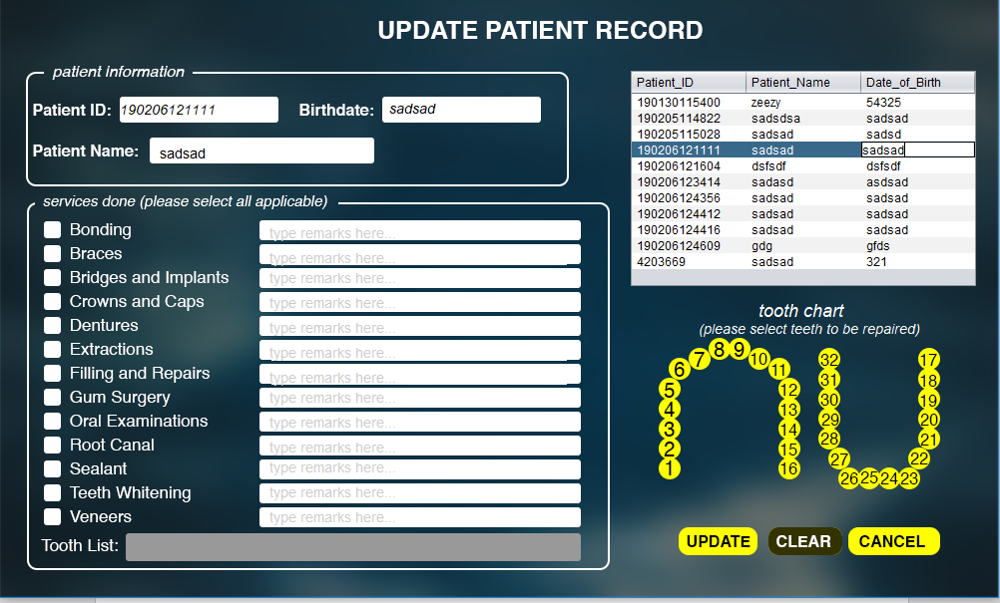 UPDATE PATIENT RECORD
patient information
Patient ID: 190206121111 Birthdate: sadsad
Patient Name: sadsad
services done (please select all applicable)
Bonding type remarks here...
Braces type remarks here...
Bridges and Implants type remarks here...
Crowns and Caps type remarks here...
Dentures type remarks here...
Extractions type remarks here...
Filling and Repairs type remarks here...
Gum Surgery type remarks here...
Oral Examinations type remarks here...
Root Canal type remarks here...
Sealant type remarks here...
Teeth Whitening type remarks here...
Veneers type remarks here...
Tooth List:
Patient_ID Patient_Name Date_of_Birth
190130115400 zeezy 54325
190205114822 sadsdsa sadsad
190205115028 sadsad sadsd
190206121111 sadsad sadsad
190206121604 dsfsdf dsfsdf
190206123414 sadasd asdsad
190206124356 sadsad sadsad
190206124412 sadsad sadsad
190206124416 sadsad sadsad
190206124609 gdg gfds
4203669 sadsad 321
tooth chart
(please select teeth to be repaired)
8 9
7 10 32 17
6 11
5 12 31 18
4 13 30 19
3 14 29 20
2 15 28 21
1 16 27 22
26 25 24 23
UPDATE CLEAR CANCEL